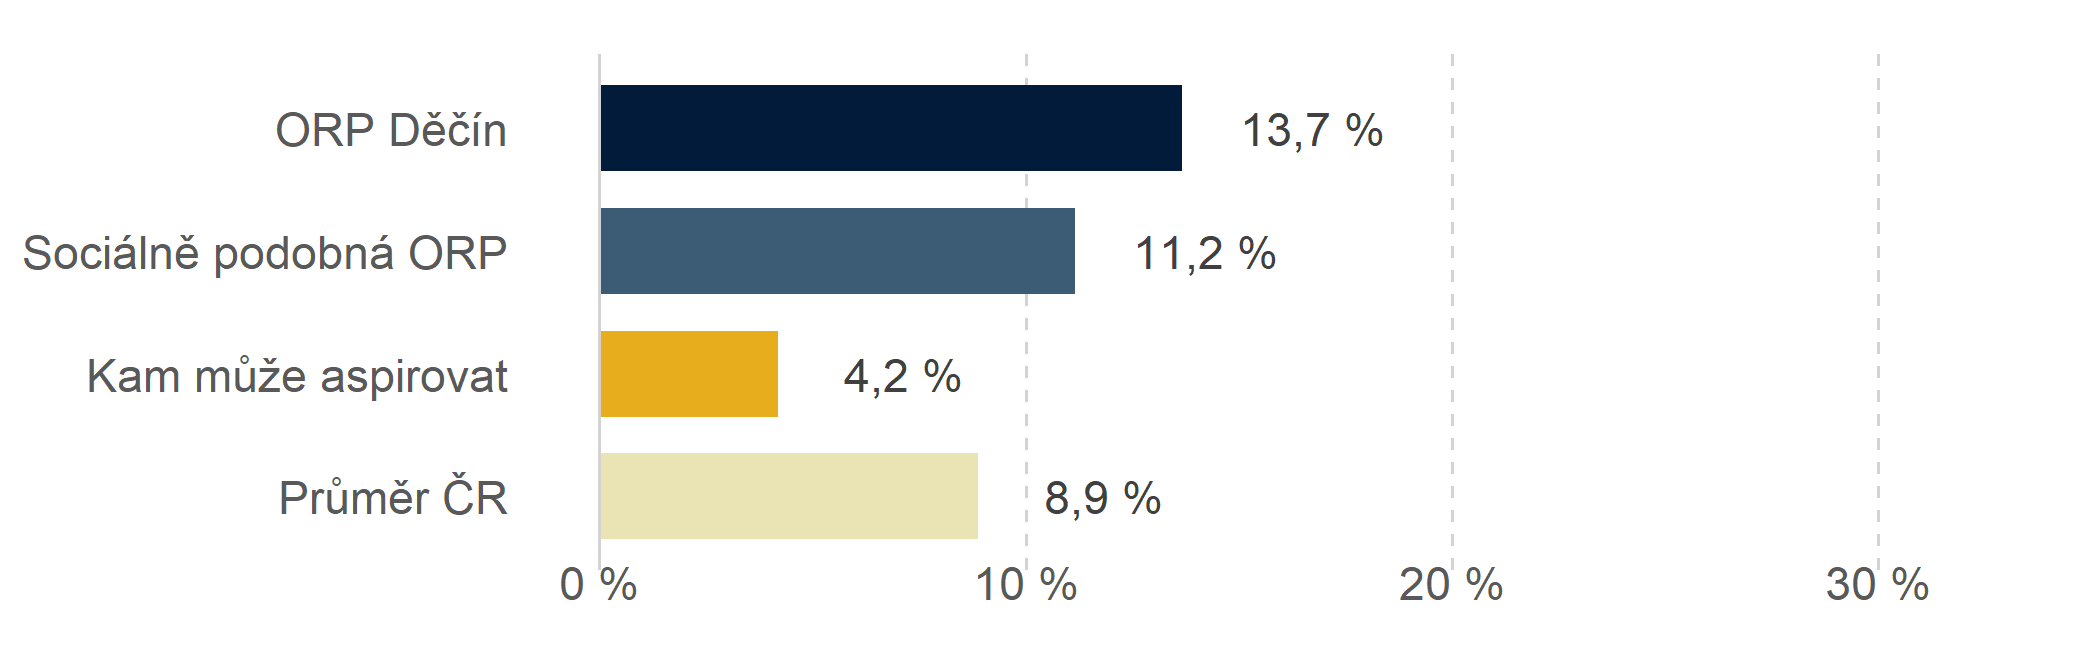 ORP Děčín
13,7 %
Sociálně podobná ORP
11,2 %
Kam může aspirovat
4,2 %
Průměr ČR
8,9 %
0 %
10 %
20 %
30 %